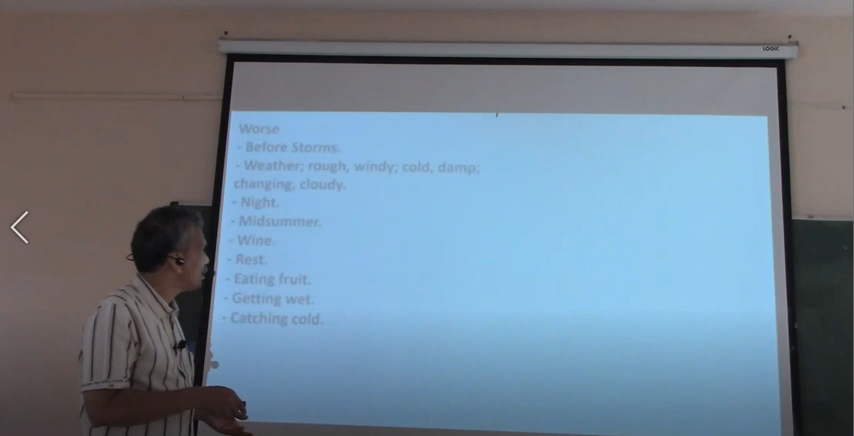 LOGIC
Worse
- Before Storms.
- Weather; rough, windy; cold, damp;
changing, cloudy.
- Night.
- Midsummer.
- Wine.
- Rest.
- Eating fruit.
- Getting wet.
- Catching cold.